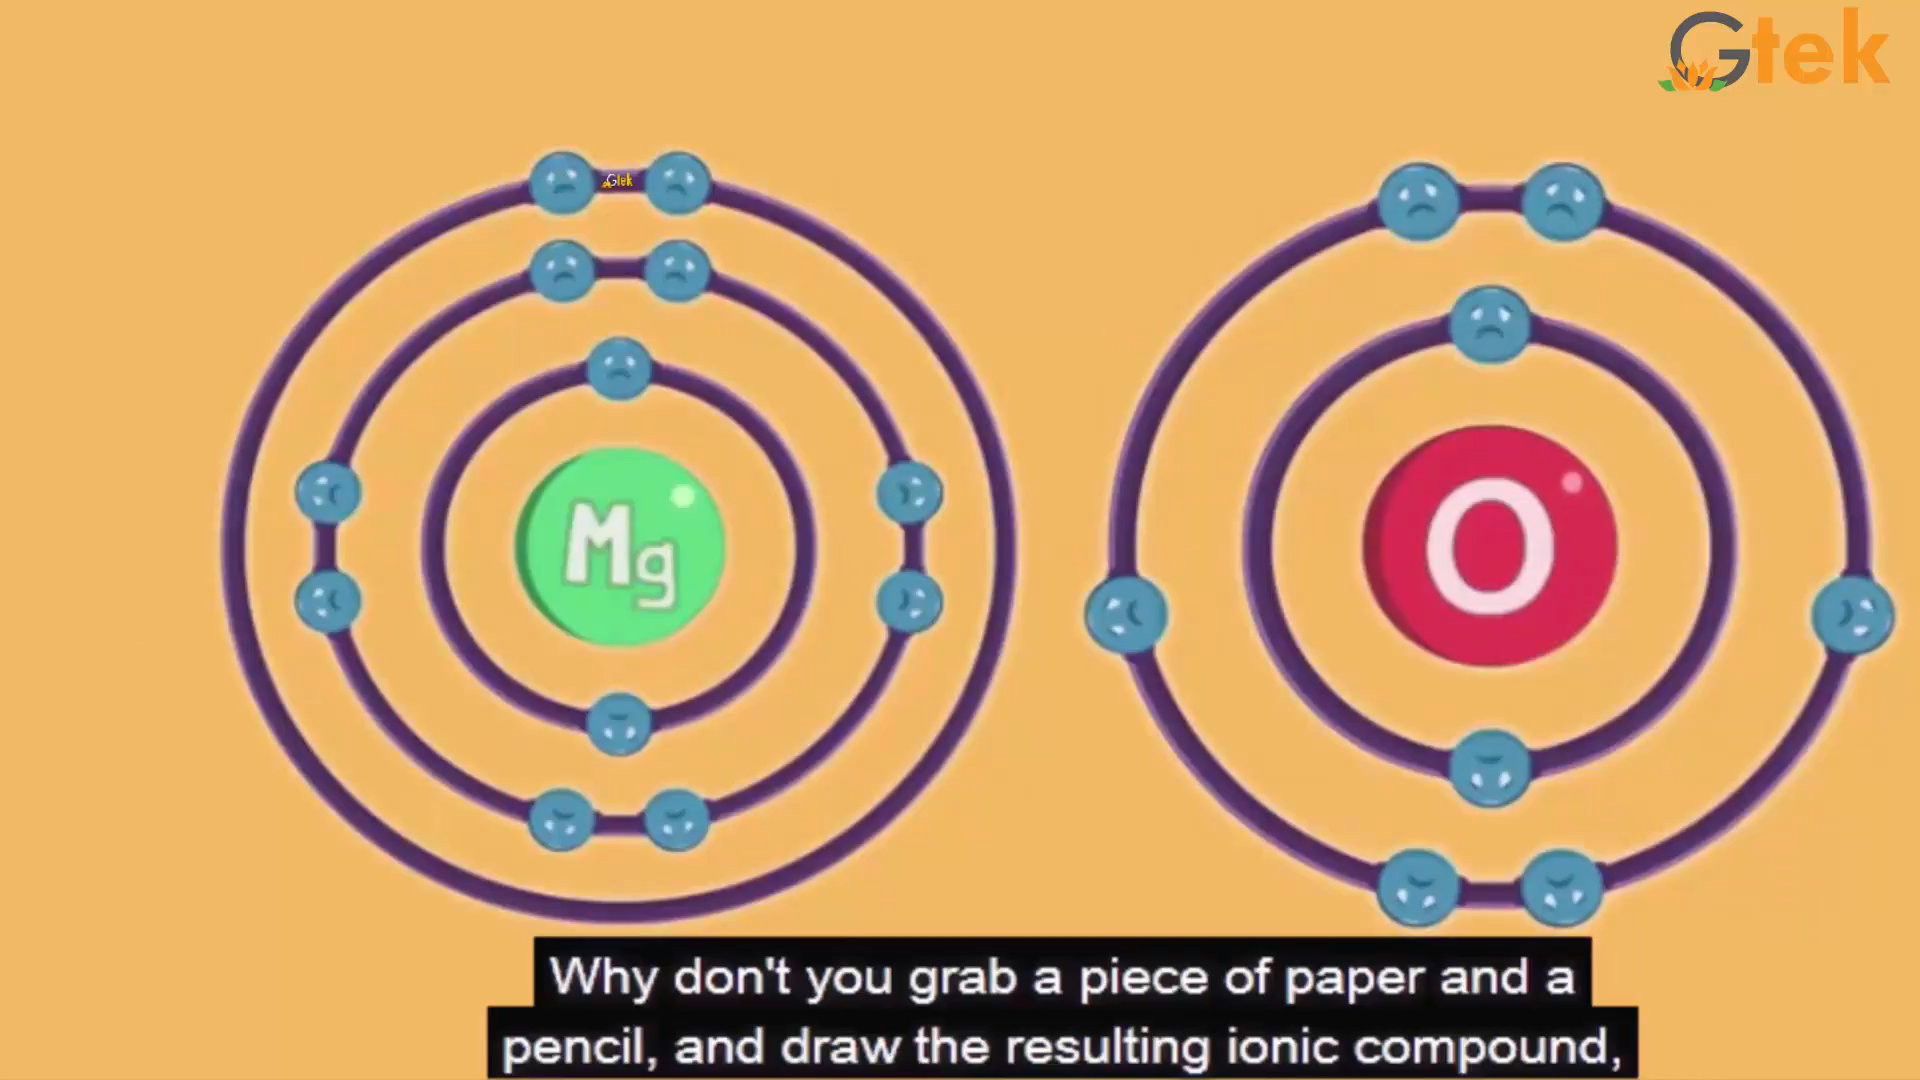 Gtek
Gtek
Mg
O
Why don't you grab a piece of paper and a
pencil, and draw the resulting ionic compound,